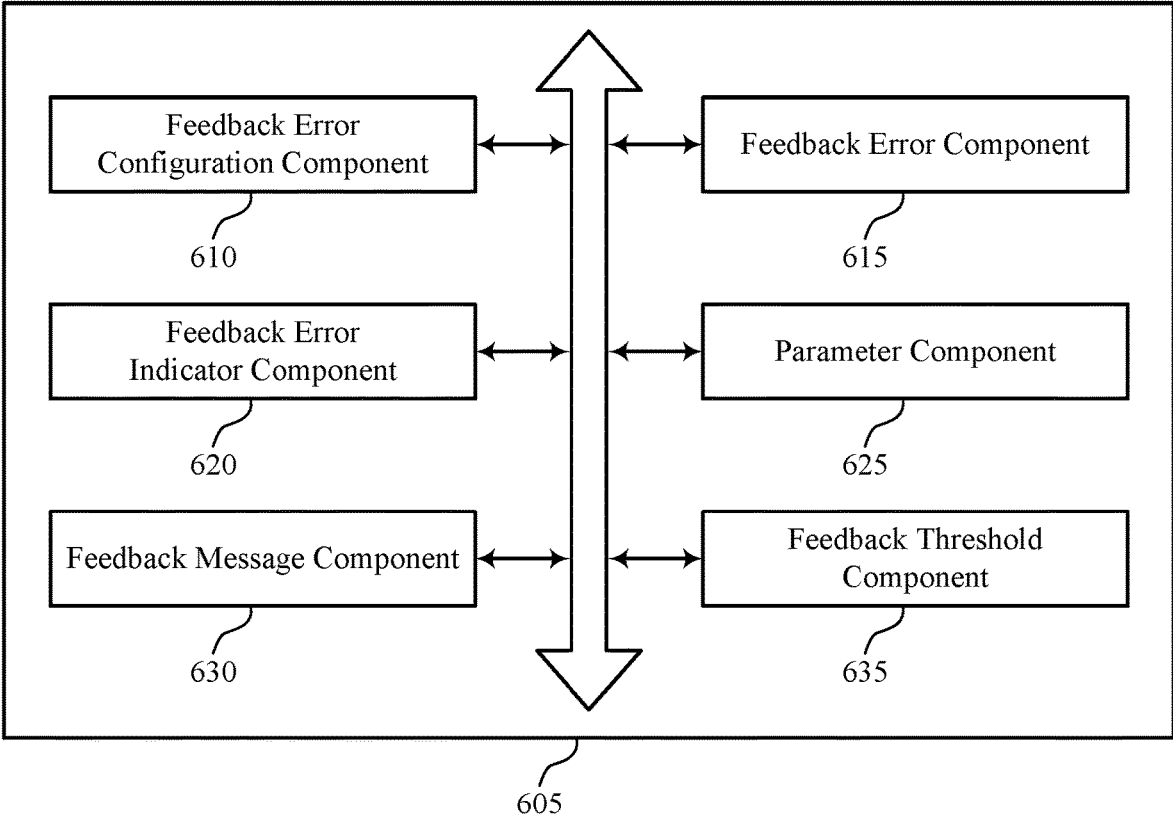 Feedback Error
Configuration Component
610
Feedback Error Component
615
Feedback Error
Indicator Component
620
Parameter Component
625
Feedback Message Component
630
Feedback Threshold
Component
635
605